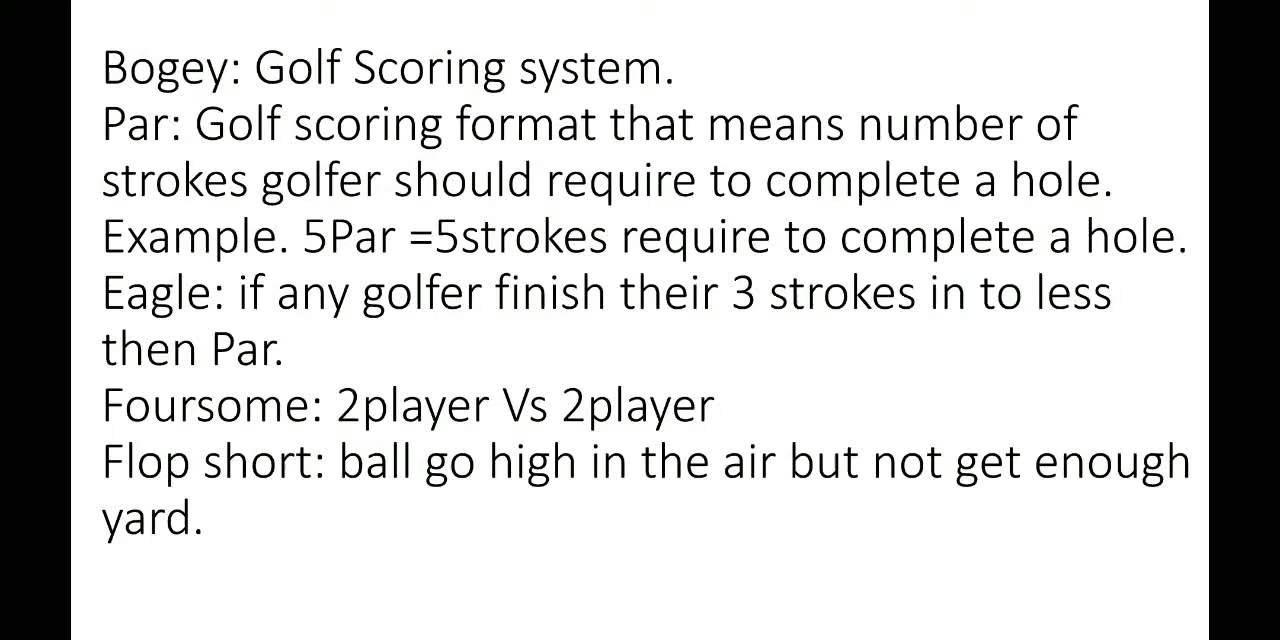 Bogey: Golf Scoring system.
Par: Golf scoring format that means number of
strokes golfer should require to complete a hole.
Example. 5Par =5strokes require to complete a hole.
Eagle: if any golfer finish their 3 strokes in to less
then Par.
Foursome: 2player Vs 2player
Flop short: ball go high in the air but not get enough
yard.